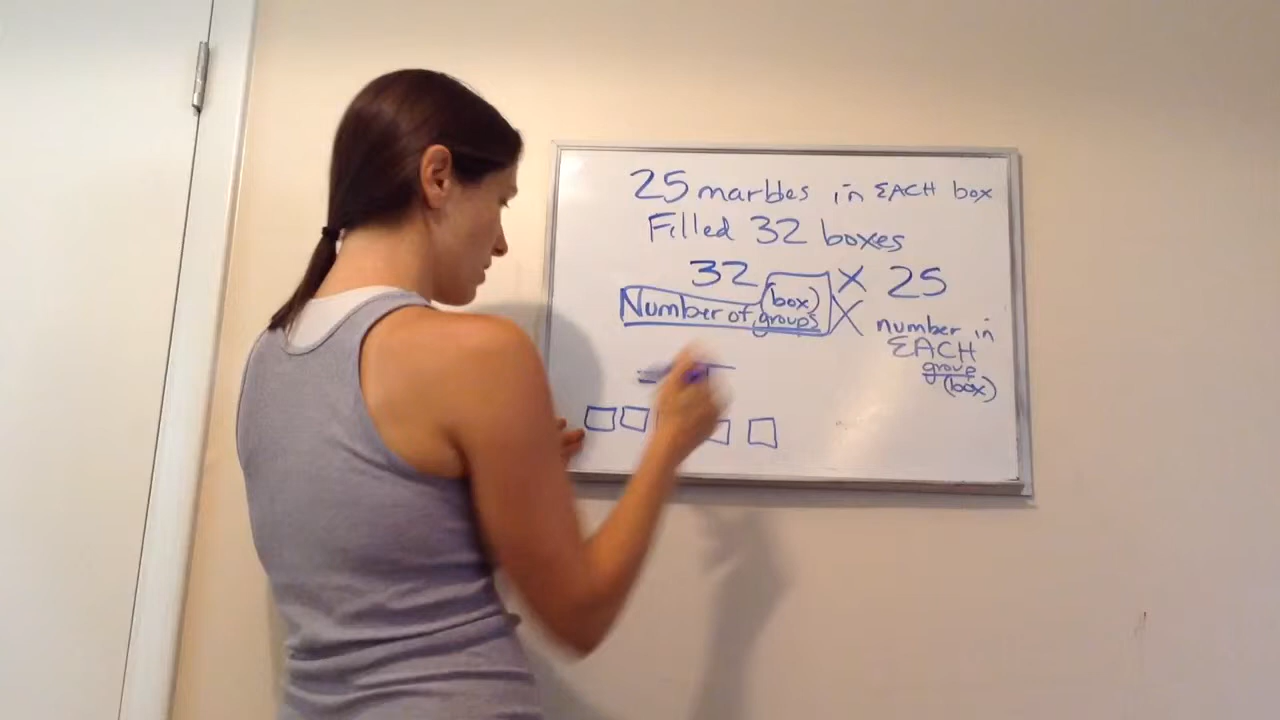 25 marbles in EACH box
Filled 32 boxes
32 X 25
(box)
Number of groups X
number in
EACH
group
(box)